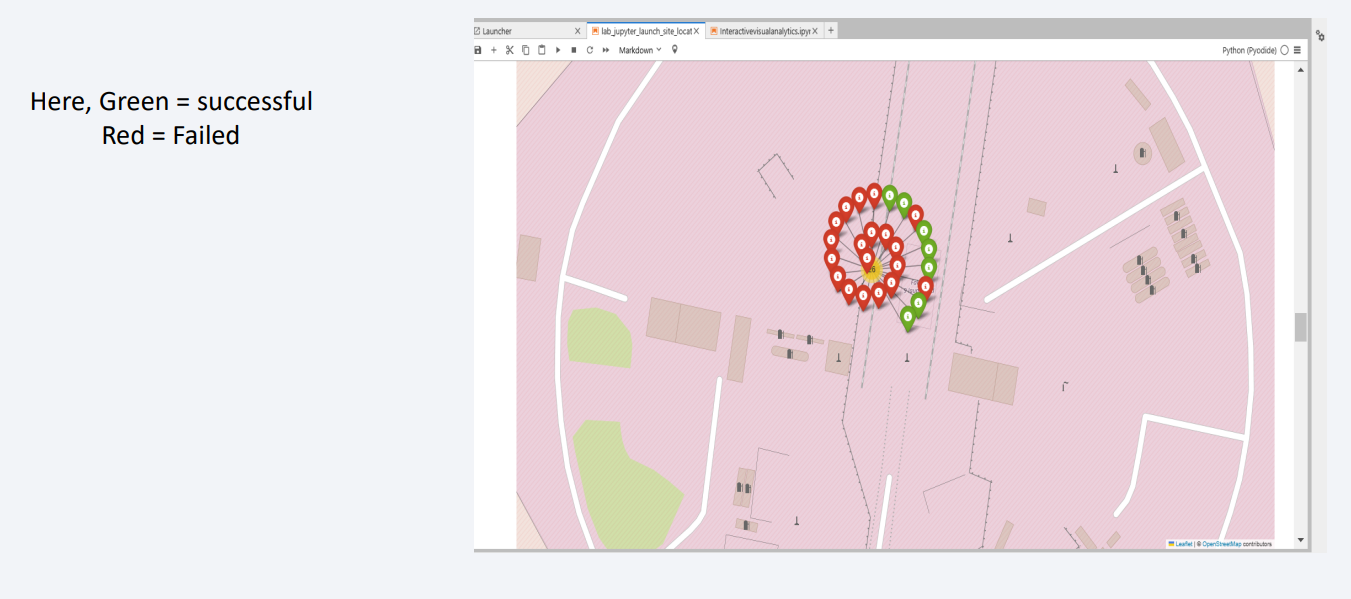 Launcher
lab_jupyter_launch_site_locat
Interactivevisualanalytics.ipyr
Markdown
Python (Pyodide)
Here, Green = successful
Red = Failed
Leaflet | © OpenStreetMap contributors